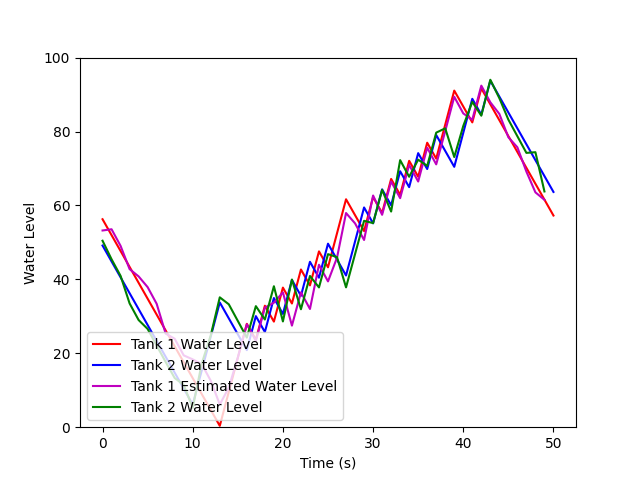 100
80
60
40
20
0
Water Level
Tank 1 Water Level
Tank 2 Water Level
Tank 1 Estimated Water Level
Tank 2 Water Level
0 10 20 30 40 50
Time (s)